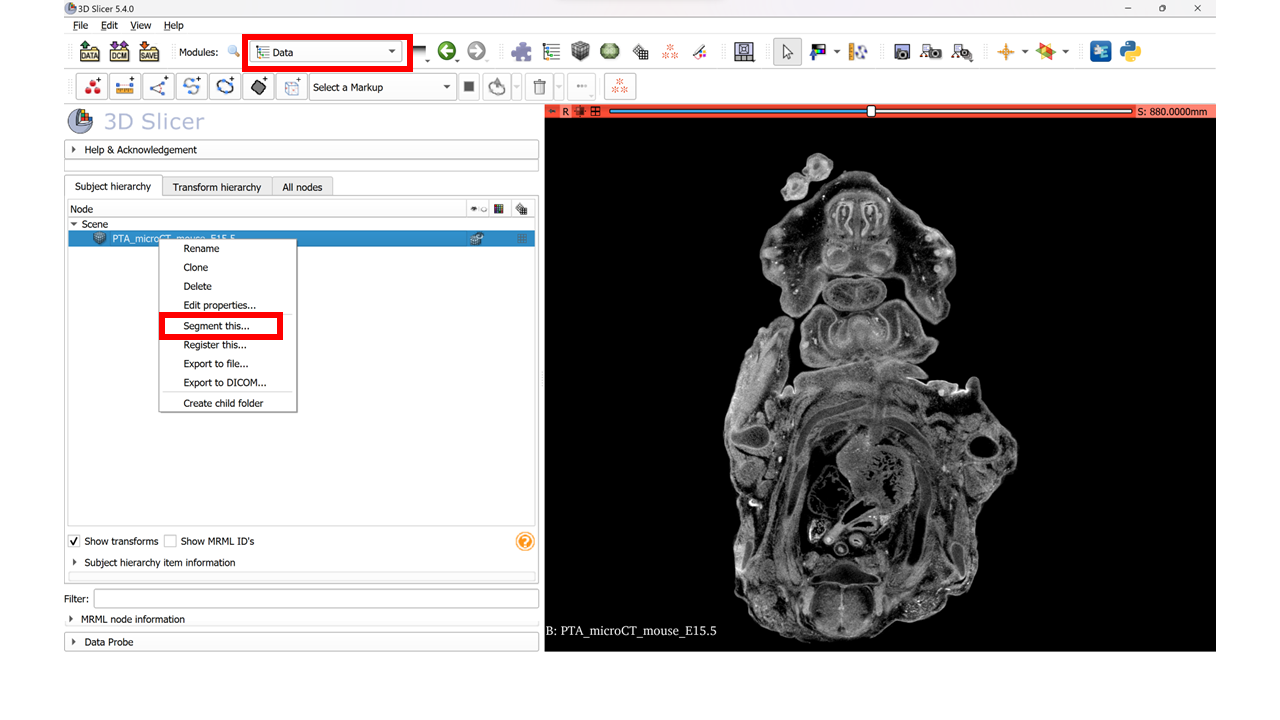 3D Slicer 5.4.0
File Edit View Help
DATA DCM SAVE Modules: Data
Select a Markup
R S: 880.0000mm
3D Slicer
Help & Acknowledgement
Subject hierarchy Transform hierarchy All nodes
Node
Scene
PTA_microCT_mouse_E15.5
Rename
Clone
Delete
Edit properties...
Segment this...
Register this...
Export to file...
Export to DICOM...
Create child folder
Show transforms Show MRML ID's
Subject hierarchy item information
Filter:
MRML node information
B: PTA_microCT_mouse_E15.5
Data Probe